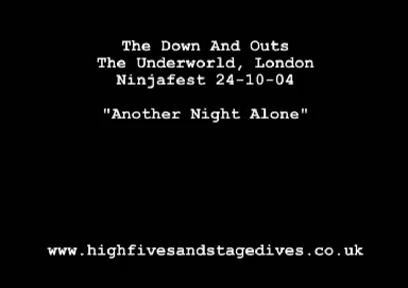 The Down And Outs
The Underworld, London
Ninjafest 24-10-04
"Another Night Alone"
www.highfivesandstagedives.co.uk